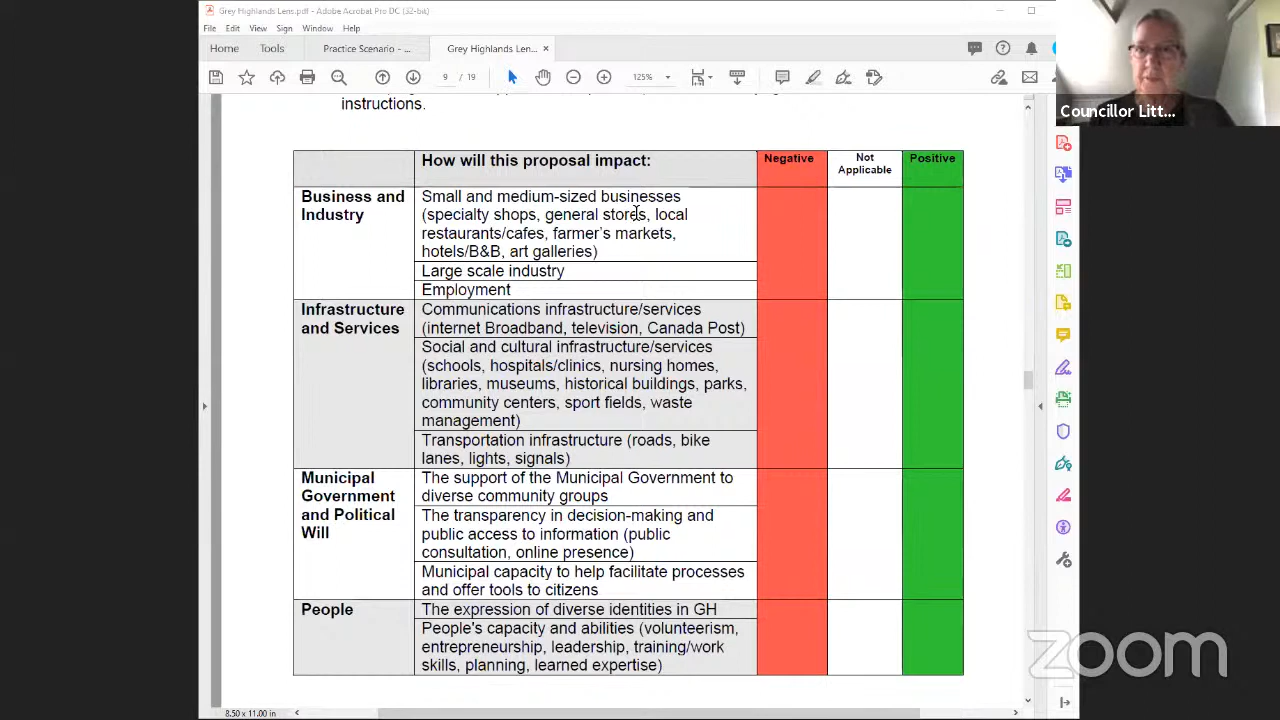 Grey Highlands Lens.pdf - Adobe Acrobat Pro DC (32-bit)
File Edit View Sign Window Help
Home Tools Practice Scenario - ... Grey Highlands Len... ×
9 / 19 125%
instructions.
How will this proposal impact: Negative Not Applicable Positive
Business and Industry
Small and medium-sized businesses
(specialty shops, general stores, local
restaurants/cafes, farmer's markets,
hotels/B&B, art galleries)
Large scale industry
Employment
Infrastructure and Services
Communications infrastructure/services
(internet Broadband, television, Canada Post)
Social and cultural infrastructure/services
(schools, hospitals/clinics, nursing homes,
libraries, museums, historical buildings, parks,
community centers, sport fields, waste
management)
Transportation infrastructure (roads, bike
lanes, lights, signals)
Municipal Government and Political Will
The support of the Municipal Government to
diverse community groups
The transparency in decision-making and
public access to information (public
consultation, online presence)
Municipal capacity to help facilitate processes
and offer tools to citizens
People
The expression of diverse identities in GH
People's capacity and abilities (volunteerism,
entrepreneurship, leadership, training/work
skills, planning, learned expertise)
8.50 x 11.00 in
Councillor Litt...
zoom